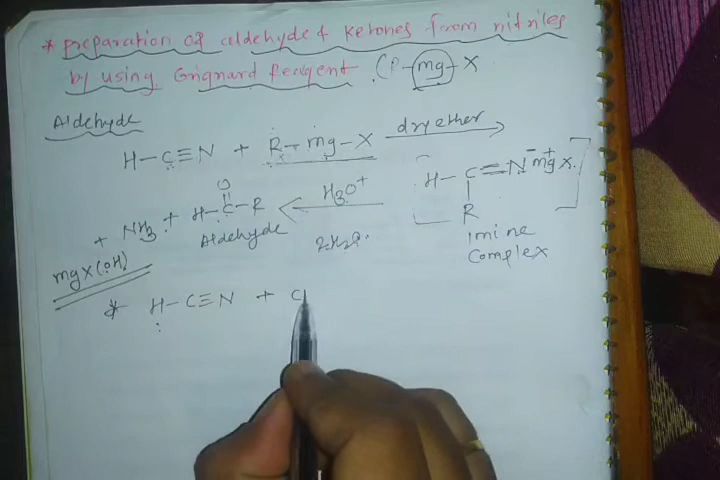 * preparation of aldehyde & Ketones from nitriles
by using Grignard Reagent. (R-mg-X
Aldehyde
H-C≡N + R-mg-X dry ether →
H-C=N⁻ mg⁺X.
R
imine
complex
H₃O⁺
2H₂O.
+ NH₃ + H-C-R
O
Aldehyde
mgX(OH)
* H-C≡N + C